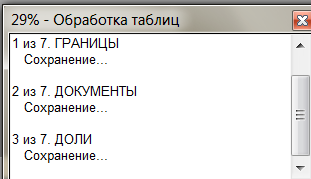 29% - Обработка таблиц
1 из 7. ГРАНИЦЫ
Сохранение...
2 из 7. ДОКУМЕНТЫ
Сохранение...
3 из 7. ДОЛИ
Сохранение...